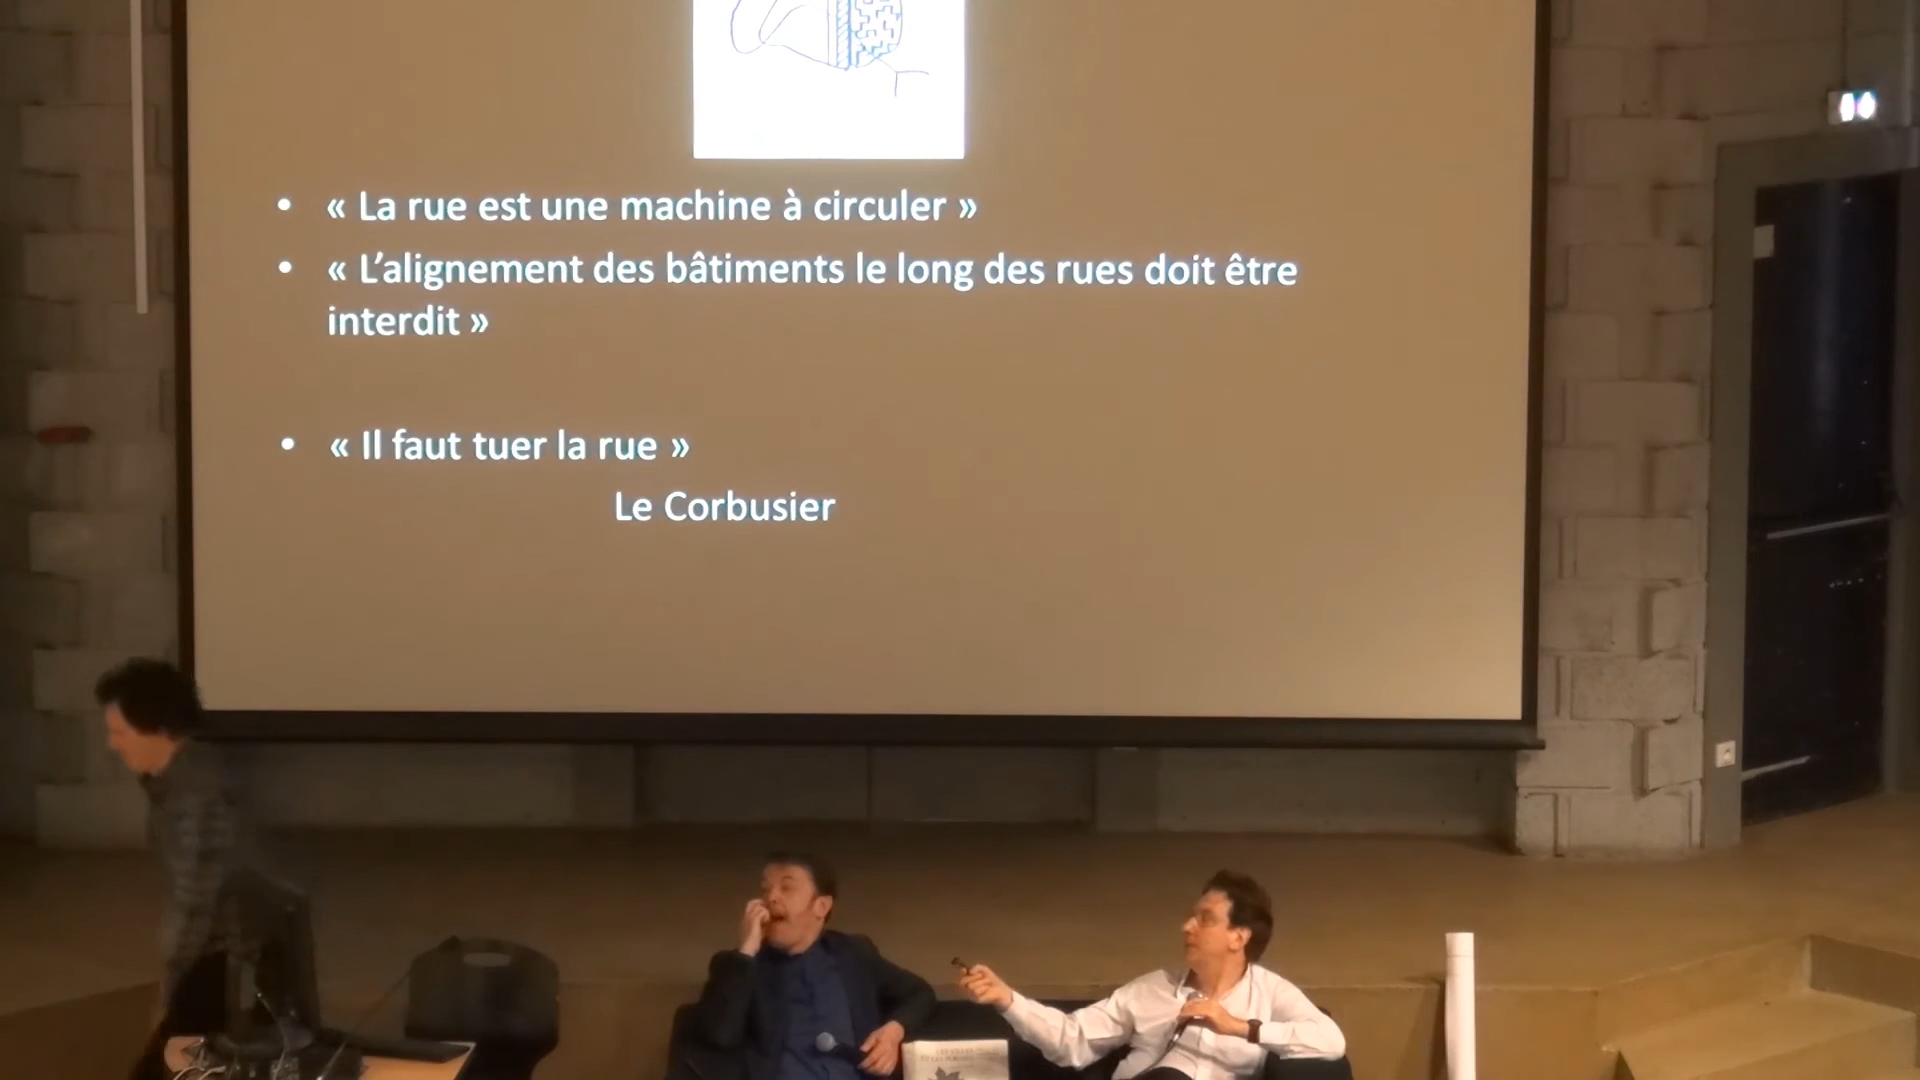 • « La rue est une machine à circuler »
• « L’alignement des bâtiments le long des rues doit être
interdit »
• « Il faut tuer la rue »
Le Corbusier